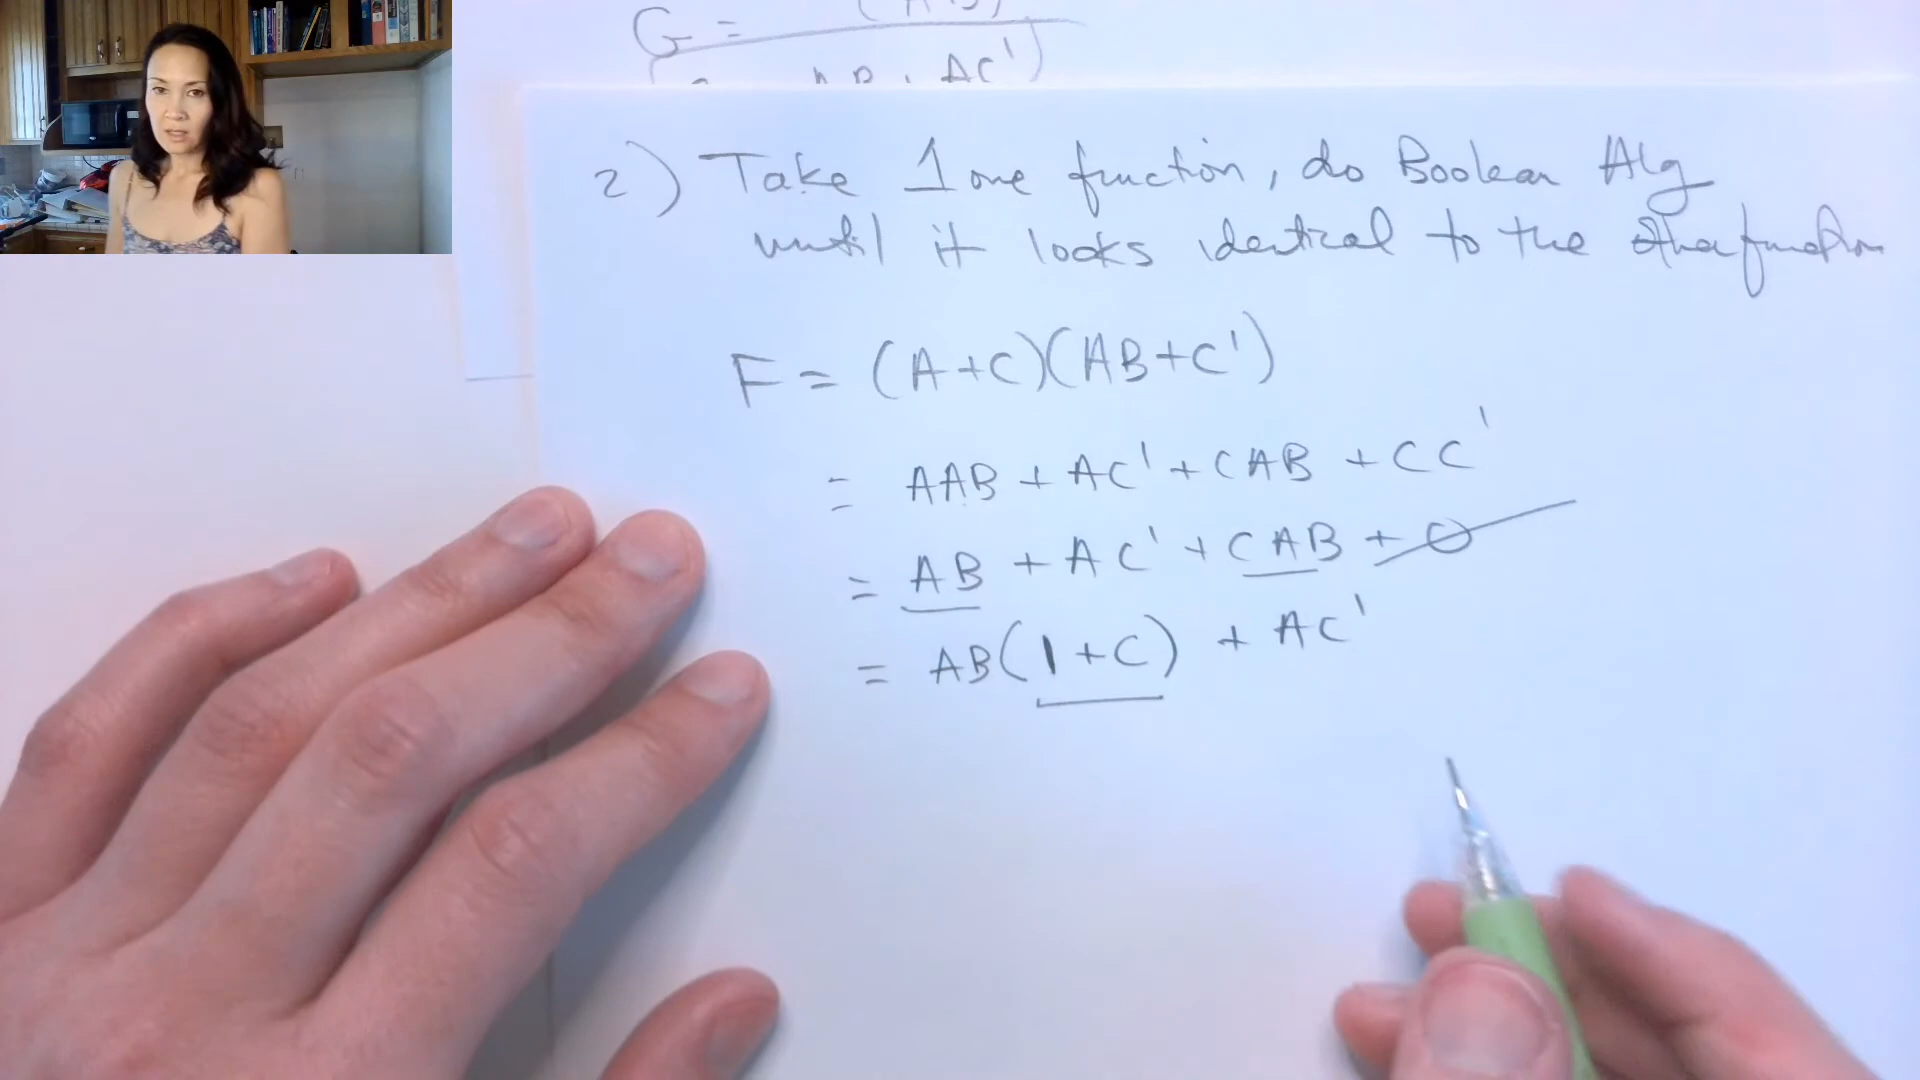 G =
AC')
2) Take 1 one function, do Boolean Alg
until it looks identical to the other function
F = (A+C)(AB+C')
= AAB + AC' + CAB + CC'
= AB + AC' + CAB + 0
= AB(1+C) + AC'